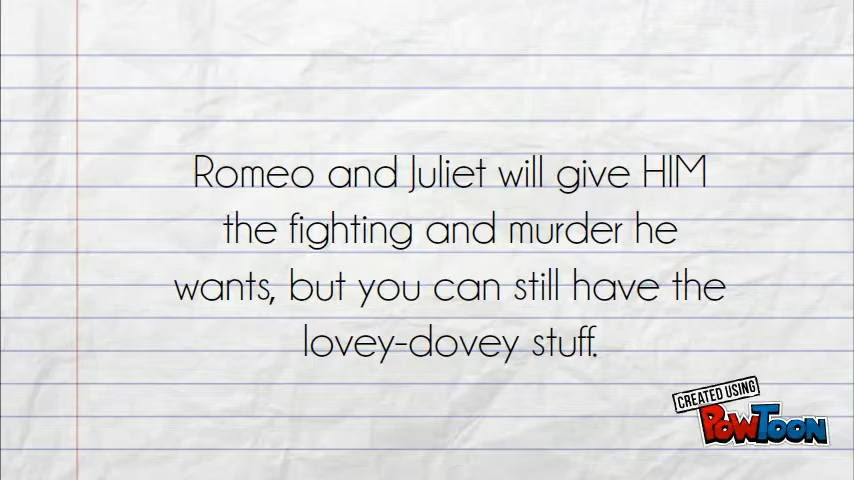 Romeo and Juliet will give HIM
the fighting and murder he
wants, but you can still have the
lovey-dovey stuff.
CREATED USING
POWTOON